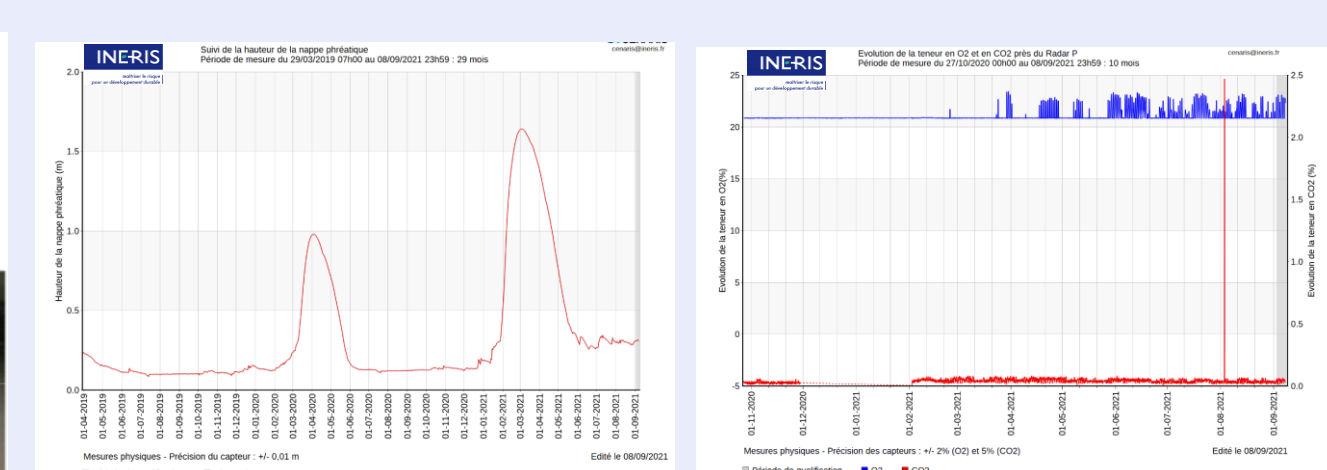 INERIS
maîtriser le risque
pour un développement durable
Suivi de la hauteur de la nappe phréatique
Période de mesure du 29/03/2019 07h00 au 08/09/2021 23h59 : 29 mois
cenaris@ineris.fr
Hauteur de la nappe phréatique (m)
2.0
1.5
1.0
0.5
0.0
01-04-2019
01-05-2019
01-06-2019
01-07-2019
01-08-2019
01-09-2019
01-10-2019
01-11-2019
01-12-2019
01-01-2020
01-02-2020
01-03-2020
01-04-2020
01-05-2020
01-06-2020
01-07-2020
01-08-2020
01-09-2020
01-10-2020
01-11-2020
01-12-2020
01-01-2021
01-02-2021
01-03-2021
01-04-2021
01-05-2021
01-06-2021
01-07-2021
01-08-2021
01-09-2021
Mesures physiques - Précision du capteur : +/- 0,01 m
Edité le 08/09/2021
INERIS
maîtriser le risque
pour un développement durable
Evolution de la teneur en O2 et en CO2 près du Radar P
Période de mesure du 27/10/2020 00h00 au 08/09/2021 23h59 : 10 mois
cenaris@ineris.fr
Evolution de la teneur en O2(%)
25
20
15
10
5
0
-5
2.5
2.0
1.5
1.0
0.5
0.0
Evolution de la teneur en CO2 (%)
01-11-2020
01-12-2020
01-01-2021
01-02-2021
01-03-2021
01-04-2021
01-05-2021
01-06-2021
01-07-2021
01-08-2021
01-09-2021
Mesures physiques - Précision des capteurs : +/- 2% (O2) et 5% (CO2)
Edité le 08/09/2021
Période de qualification
O2
CO2